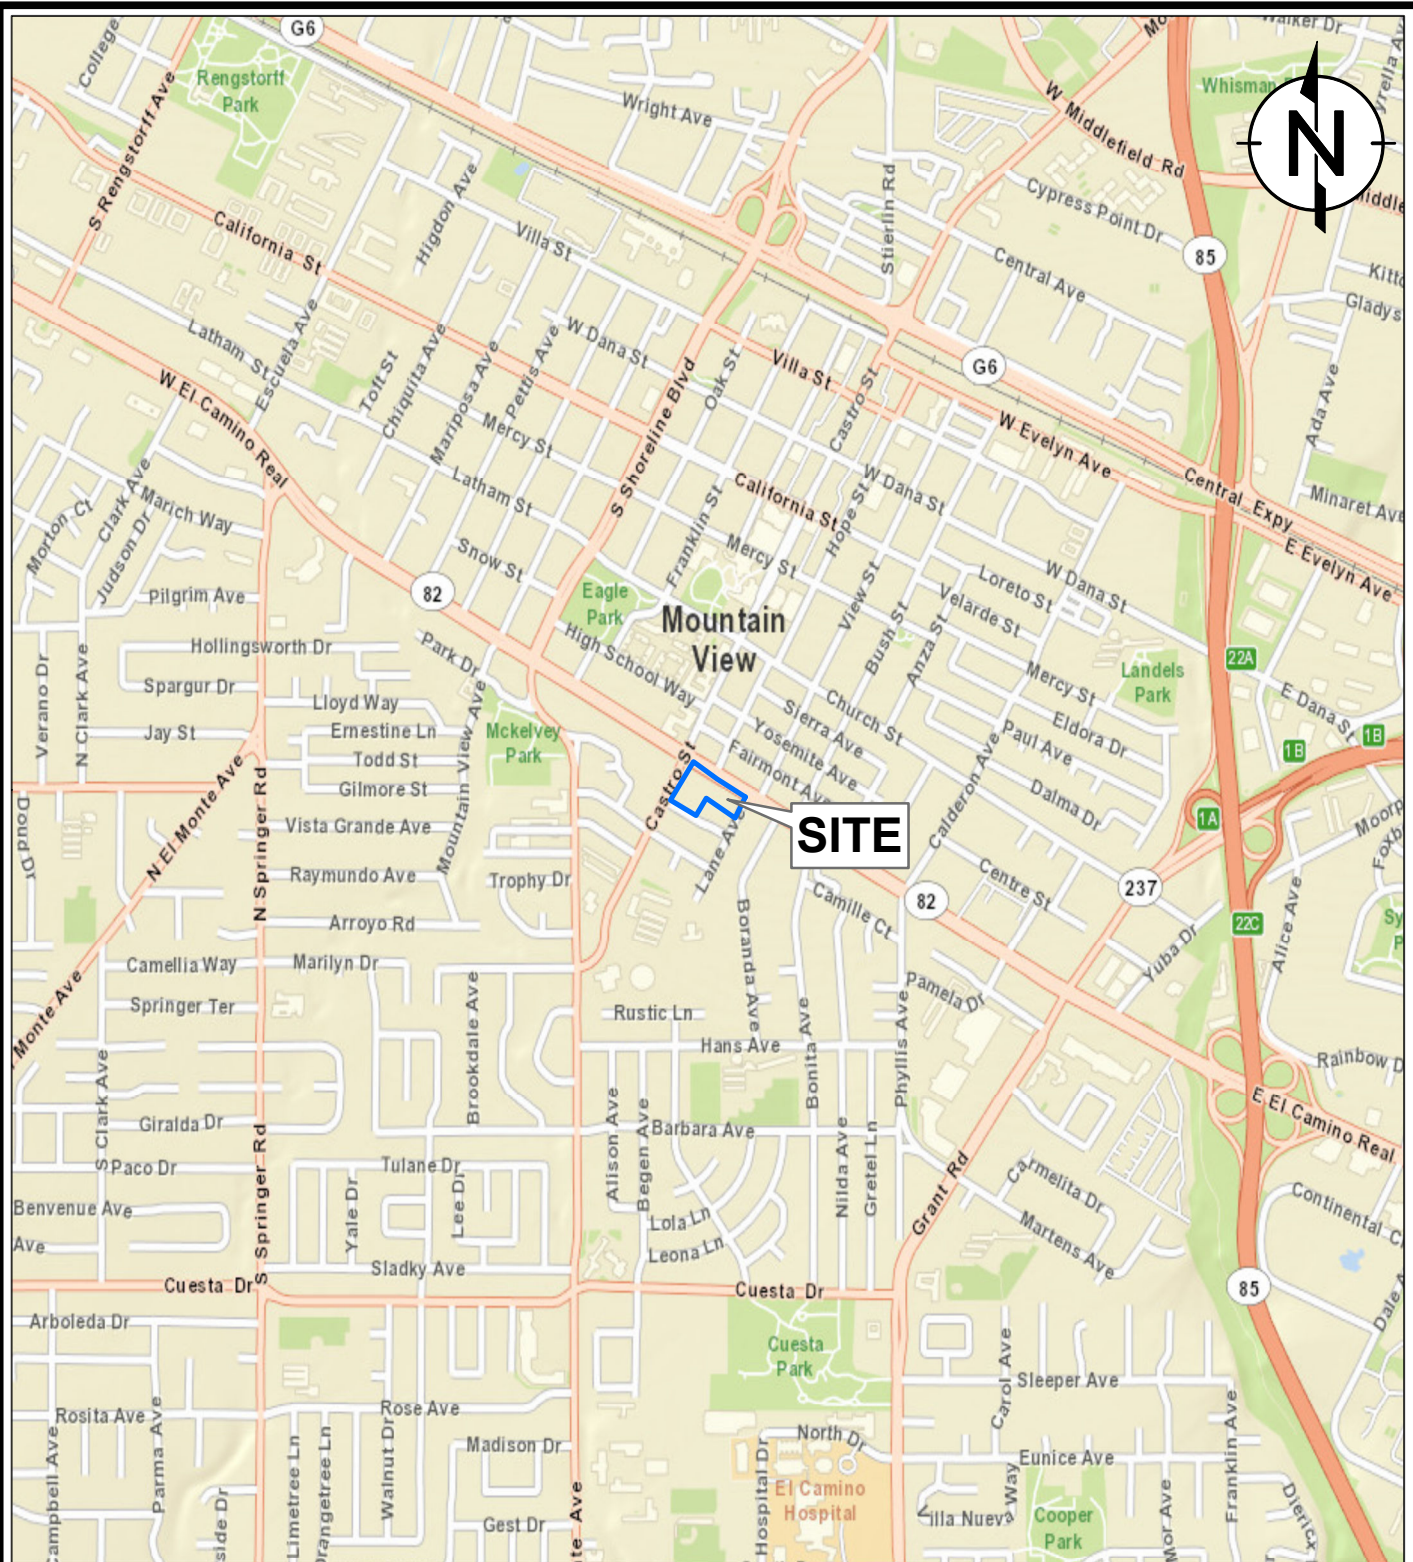 G6
Walker Dr
College
Rengstorff
Park
Whisman
S Rengstorff Ave
Wright Ave
W Middlefield Rd
N
Cypress Point Dr
Stierlin Rd
Higdon Ave
California St
Villa St
85
Central Ave
Gladys
Latham St
Escuela Ave
W Dana St
Toft St
Chiquita Ave
Mariposa Ave
Pettis Ave
S Shoreline Blvd
Oak St
Villa St
Castro St
G6
W El Camino Real
Mercy St
Latham St
W Evelyn Ave
Ada Ave
Central Expy
Minaret Ave
E Evelyn Ave
California St
W Dana St
Hope St
Franklin St
Mercy St
Morton Ct
Clark Ave
Judson Dr
Marich Way
Snow St
82
Pilgrim Ave
Eagle
Park
Mountain
View
View St
Bush St
Anza St
Loreto St
Velarde St
W Dana St
Hollingsworth Dr
Park Dr
High School Way
Mercy St
Landels
Park
22A
E Dana St
Verano Dr
N Clark Ave
Spargur Dr
Lloyd Way
Jay St
Ernestine Ln
Todd St
Gilmore St
Mckelvey
Park
Mountain View Ave
Church St
Sierra Ave
Yosemite Ave
Fairmont Ave
Eldora Dr
Paul Ave
Dalma Dr
Calderon Ave
1B
1B
1A
Castro St
SITE
Lane Ave
Dond Dr
N El Monte Ave
N Springer Rd
Vista Grande Ave
Raymundo Ave
Trophy Dr
Arroyo Rd
Camille Ct
82
Centre St
237
22C
Alice Ave
Yuba Dr
Camellia Way
Marilyn Dr
Springer Ter
Monte Ave
Brookdale Ave
Rustic Ln
Boranda Ave
Hans Ave
Bonita Ave
Phyllis Ave
Pamela Dr
Rainbow D
E El Camino Real
S Clark Ave
Giralda Dr
Paco Dr
S Springer Rd
Tulane Dr
Yale Dr
Lee Dr
Alison Ave
Begen Ave
Barbara Ave
Nilda Ave
Gretel Ln
Grant Rd
Carmelita Dr
Martens Ave
Continental C
Benvenue Ave
Ave
Lola Ln
Leona Ln
Sladky Ave
Cuesta Dr
Cuesta Dr
85
Dale A
Arboleda Dr
Cuesta
Park
Carol Ave
Sleeper Ave
Rosita Ave
Parma Ave
Campbell Ave
Rose Ave
Walnut Dr
Limetree Ln
Madison Dr
North Dr
Hospital Dr
El Camino
Hospital
Eunice Ave
Franklin Ave
Gest Dr
Cooper
Park